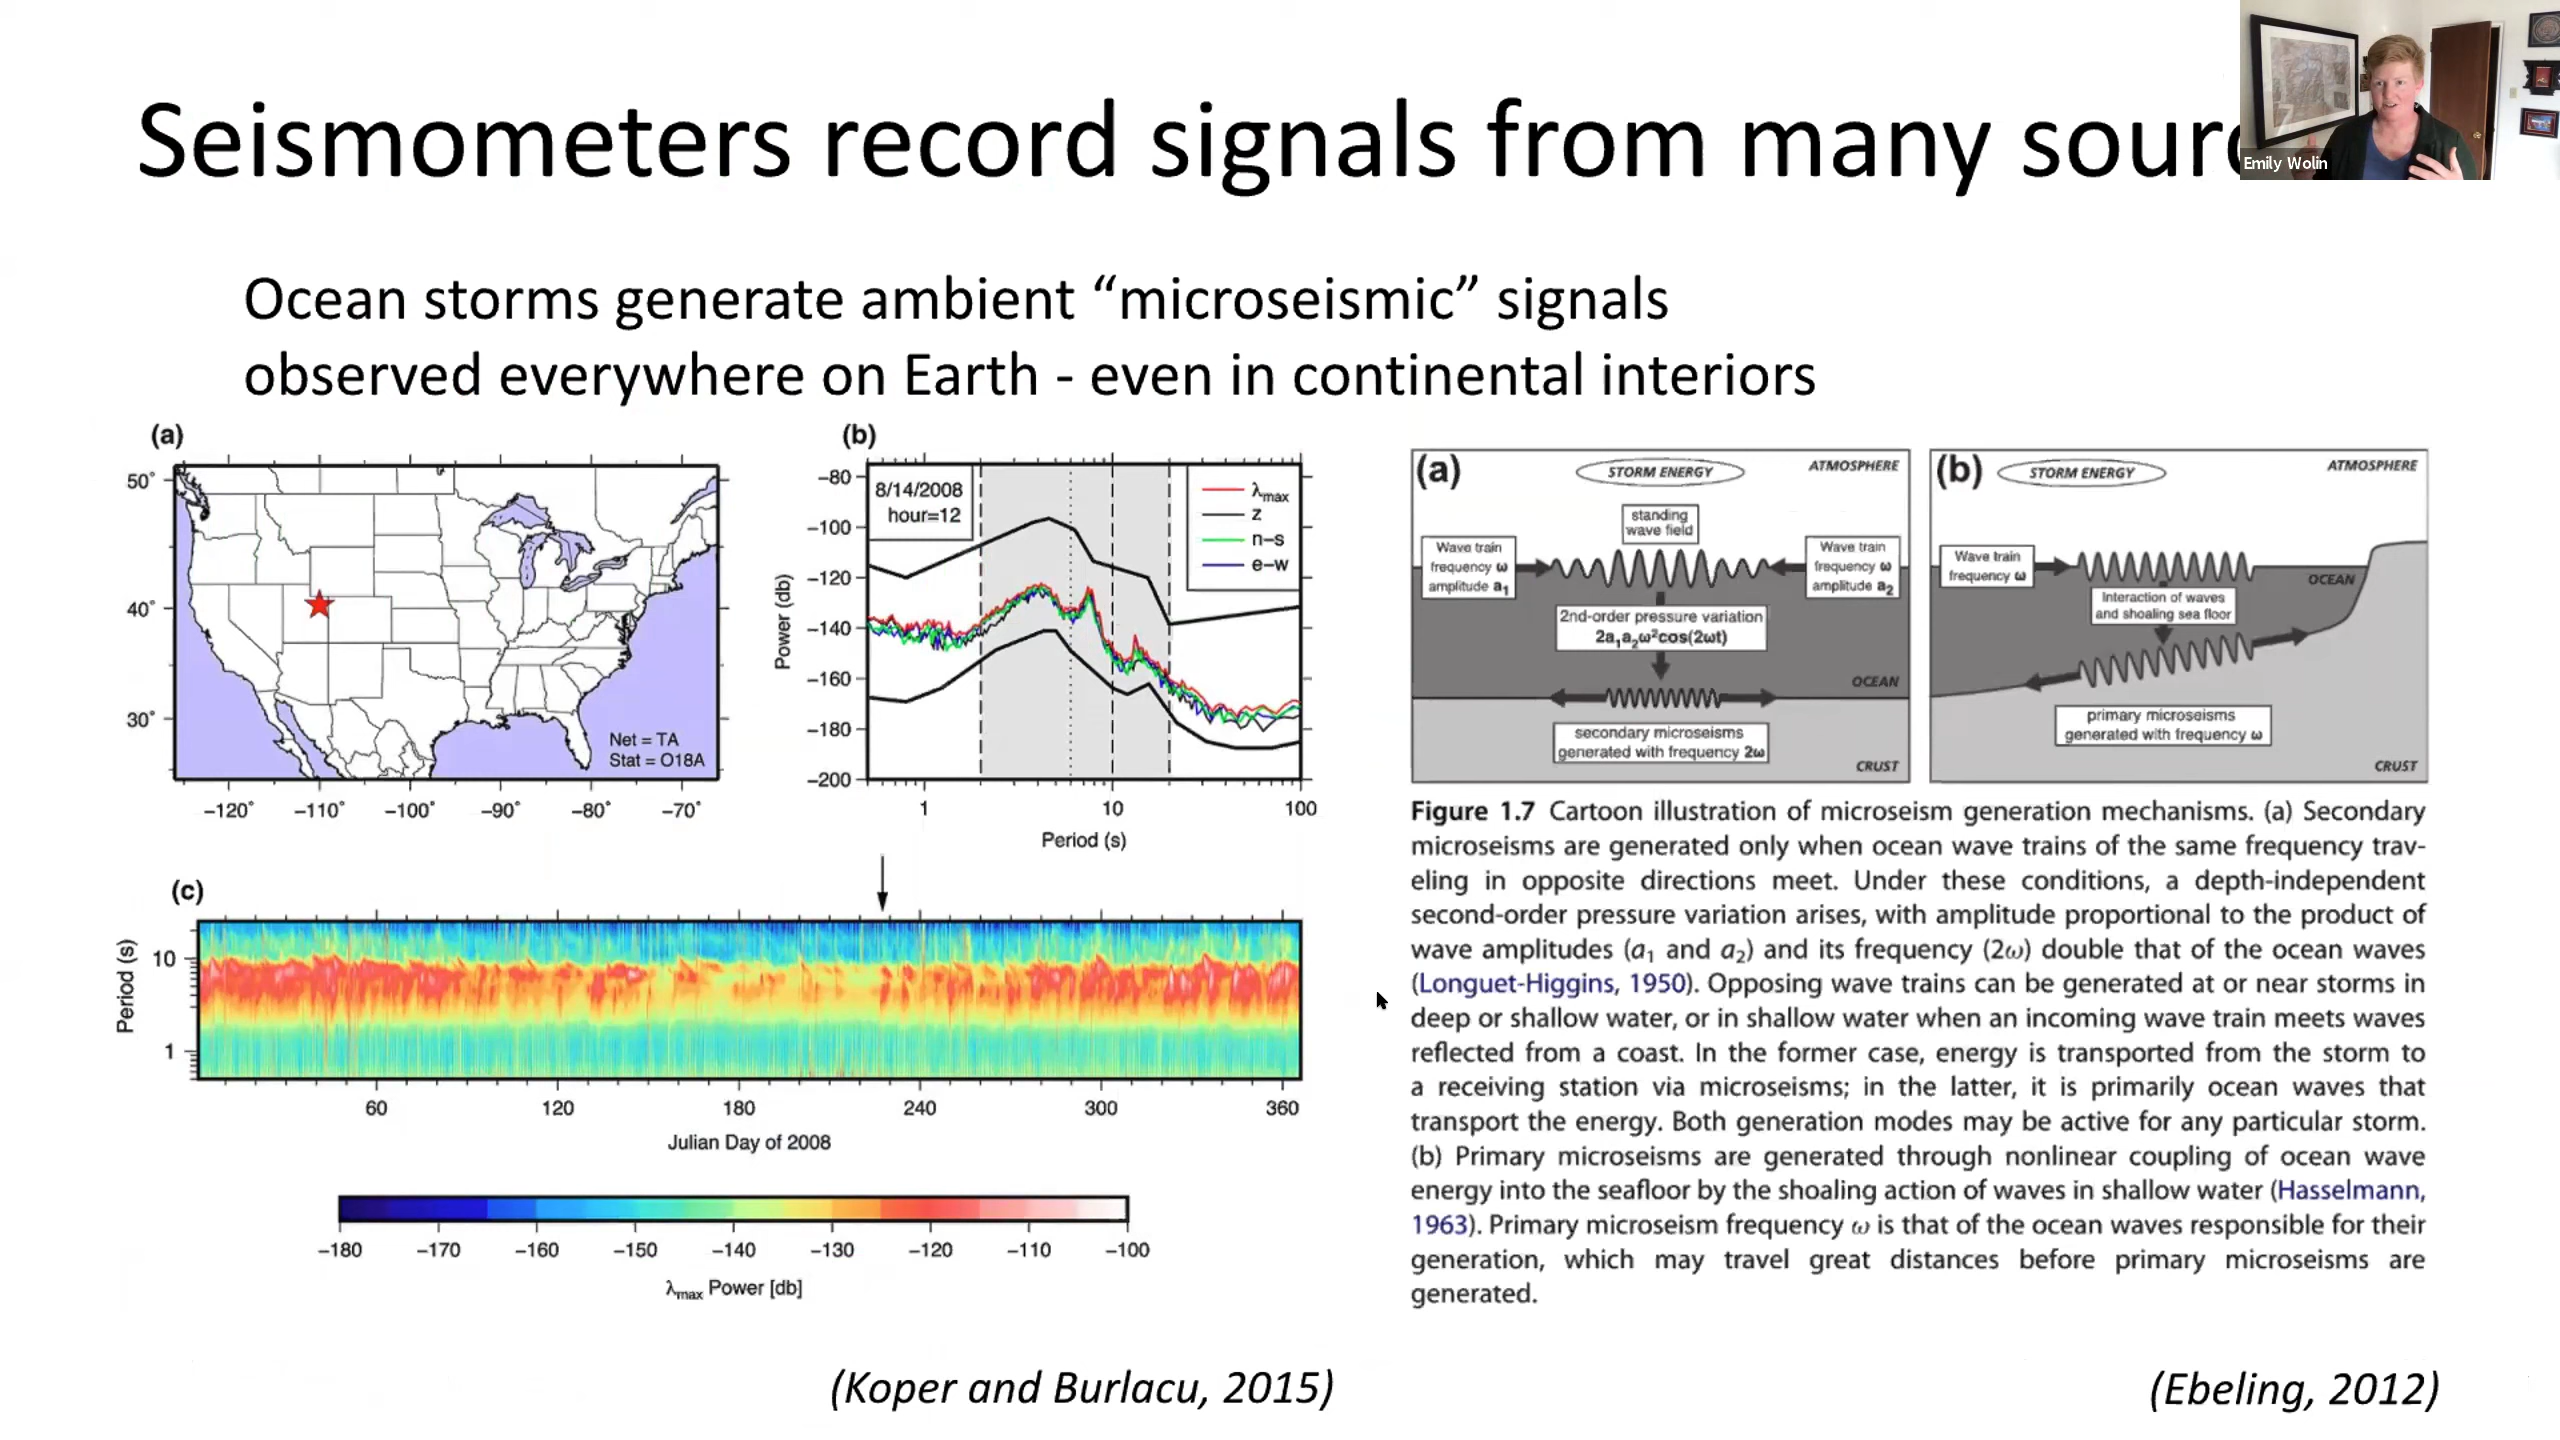 Seismometers record signals from many sourc
Emily Wolin
Ocean storms generate ambient “microseismic” signals
observed everywhere on Earth - even in continental interiors
(a)
50°
40°
30°
Net = TA
Stat = O18A
−120° −110° −100° −90° −80° −70°
(b)
8/14/2008
hour=12
λmax
z
n−s
e−w
Power (db)
−80
−100
−120
−140
−160
−180
−200
1 10 100
Period (s)
(c)
Period (s)
10
1
60 120 180 240 300 360
Julian Day of 2008
−180 −170 −160 −150 −140 −130 −120 −110 −100
λmax Power [db]
(Koper and Burlacu, 2015)
(a)
STORM ENERGY
ATMOSPHERE
standing
wave field
Wave train
frequency ω
amplitude a1
Wave train
frequency ω
amplitude a2
2nd-order pressure variation
2a1a2ω²cos(2ωt)
OCEAN
secondary microseisms
generated with frequency 2ω
CRUST
(b)
STORM ENERGY
ATMOSPHERE
Wave train
frequency ω
OCEAN
Interaction of waves
and shoaling sea floor
primary microseisms
generated with frequency ω
CRUST
Figure 1.7 Cartoon illustration of microseism generation mechanisms. (a) Secondary
microseisms are generated only when ocean wave trains of the same frequency trav-
eling in opposite directions meet. Under these conditions, a depth-independent
second-order pressure variation arises, with amplitude proportional to the product of
wave amplitudes (a1 and a2) and its frequency (2ω) double that of the ocean waves
(Longuet-Higgins, 1950). Opposing wave trains can be generated at or near storms in
deep or shallow water, or in shallow water when an incoming wave train meets waves
reflected from a coast. In the former case, energy is transported from the storm to
a receiving station via microseisms; in the latter, it is primarily ocean waves that
transport the energy. Both generation modes may be active for any particular storm.
(b) Primary microseisms are generated through nonlinear coupling of ocean wave
energy into the seafloor by the shoaling action of waves in shallow water (Hasselmann,
1963). Primary microseism frequency ω is that of the ocean waves responsible for their
generation, which may travel great distances before primary microseisms are
generated.
(Ebeling, 2012)